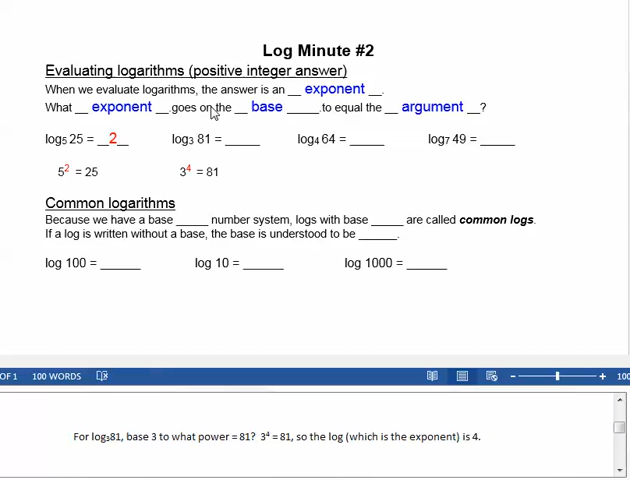 Log Minute #2
Evaluating logarithms (positive integer answer)
When we evaluate logarithms, the answer is an __ exponent __.
What __ exponent __.goes on the __ base _____.to equal the __ argument __?
log₅ 25 = __2__ log₃ 81 = _____ log₄ 64 = _____ log₇ 49 = _____
5² = 25 3⁴ = 81
Common logarithms
Because we have a base _____ number system, logs with base _____ are called common logs.
If a log is written without a base, the base is understood to be ______.
log 100 = ______ log 10 = ______ log 1000 = ______
OF 1 100 WORDS − + 100
For log₃81, base 3 to what power = 81? 3⁴ = 81, so the log (which is the exponent) is 4.